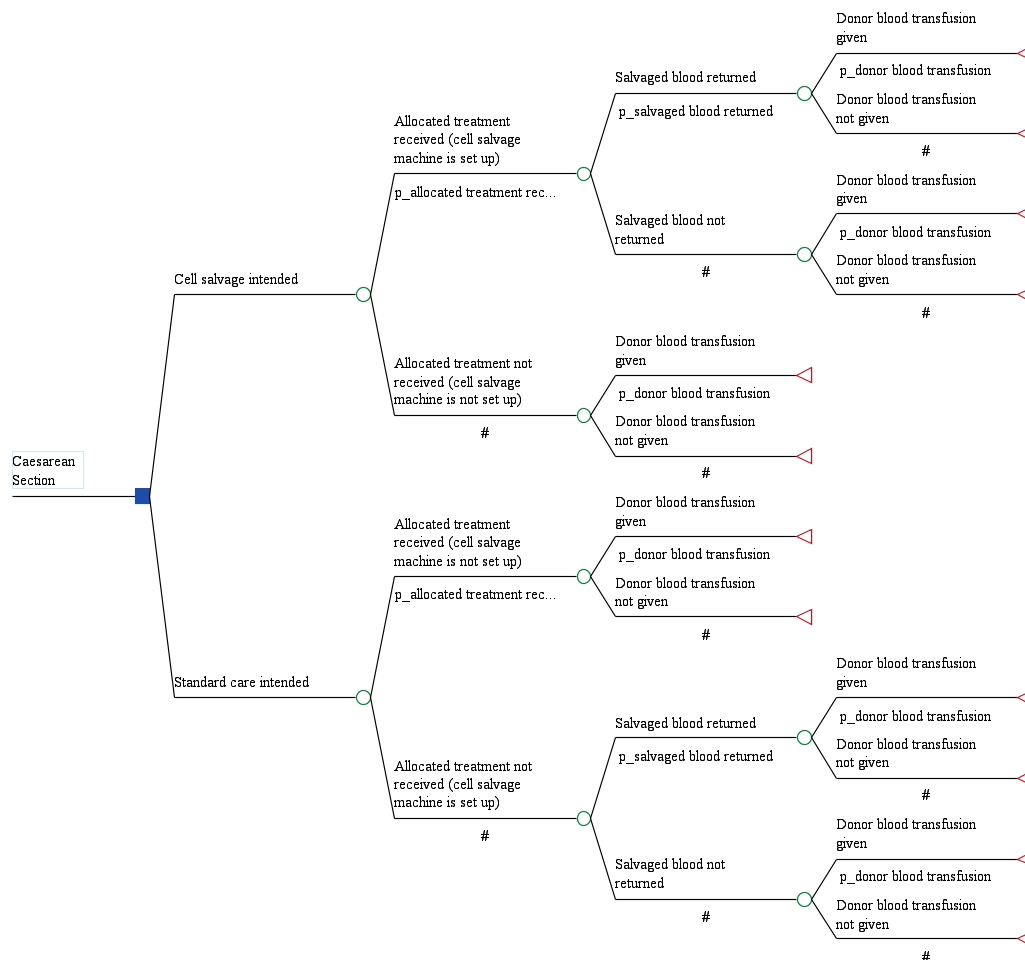 Donor blood transfusion
given
p_donor blood transfusion
Donor blood transfusion
not given
#
Salvaged blood returned
p_salvaged blood returned
Allocated treatment
received (cell salvage
machine is set up)
p_allocated treatment rec...
Donor blood transfusion
given
p_donor blood transfusion
Donor blood transfusion
not given
#
Salvaged blood not
returned
#
Cell salvage intended
Donor blood transfusion
given
p_donor blood transfusion
Donor blood transfusion
not given
#
Allocated treatment not
received (cell salvage
machine is not set up)
#
Caesarean
Section
Donor blood transfusion
given
p_donor blood transfusion
Donor blood transfusion
not given
#
Allocated treatment
received (cell salvage
machine is not set up)
p_allocated treatment rec...
Standard care intended
Donor blood transfusion
given
p_donor blood transfusion
Donor blood transfusion
not given
#
Salvaged blood returned
p_salvaged blood returned
Allocated treatment not
received (cell salvage
machine is set up)
#
Donor blood transfusion
given
p_donor blood transfusion
Donor blood transfusion
not given
#
Salvaged blood not
returned
#